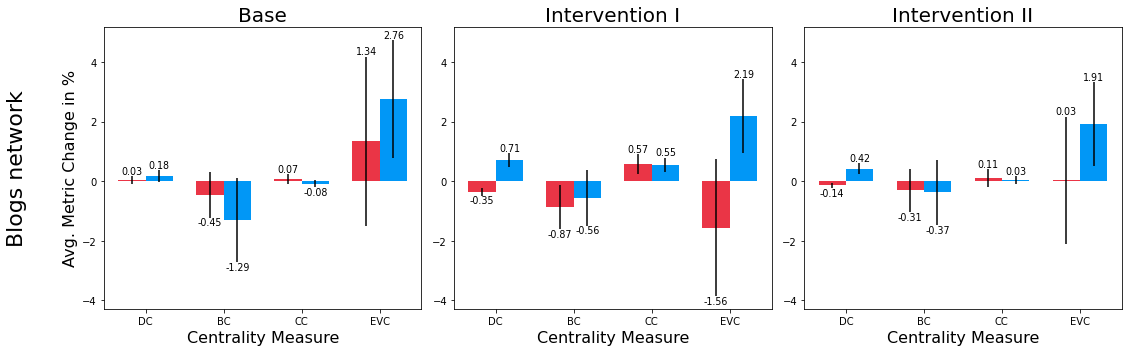 Blogs network
Base
Avg. Metric Change in %
4
2
0
−2
−4
0.03
0.18
-0.45
-1.29
0.07
-0.08
1.34
2.76
DC
BC
CC
EVC
Centrality Measure
Intervention I
4
2
0
−2
−4
-0.35
0.71
-0.87
-0.56
0.57
0.55
-1.56
2.19
DC
BC
CC
EVC
Centrality Measure
Intervention II
4
2
0
−2
−4
-0.14
0.42
-0.31
-0.37
0.11
0.03
0.03
1.91
DC
BC
CC
EVC
Centrality Measure